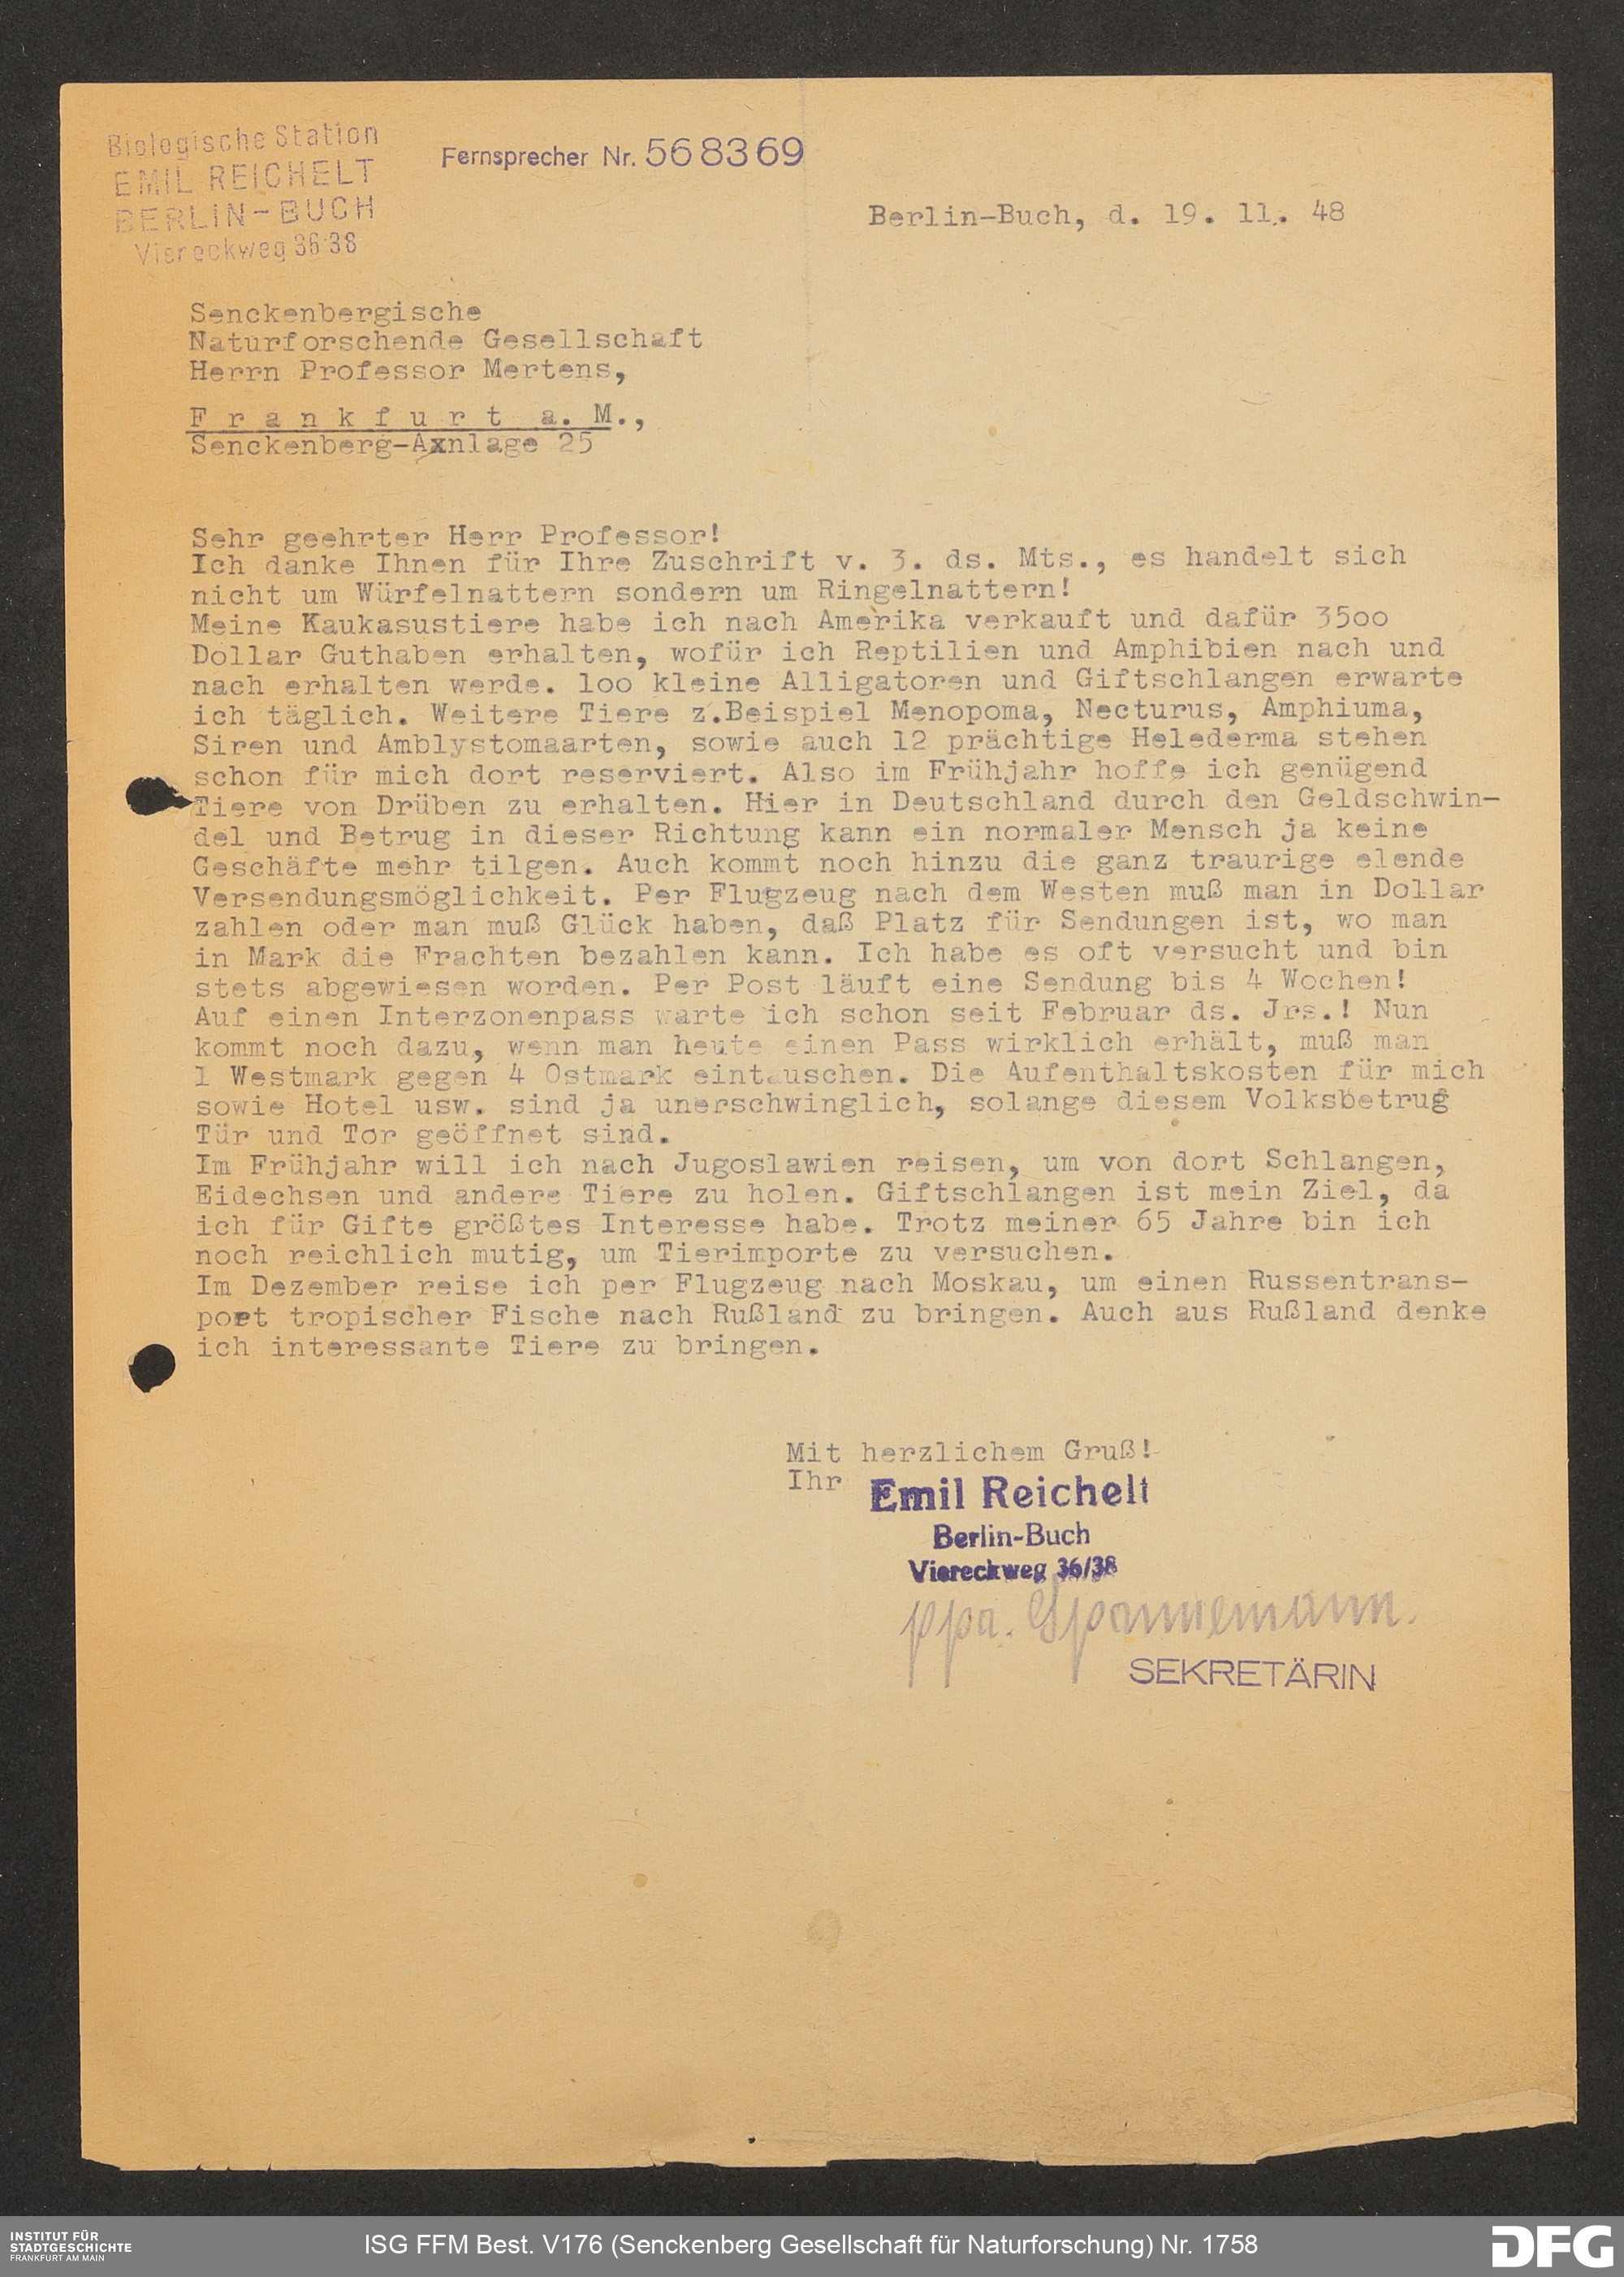 Biologische Station
EMIL REICHELT
BERLIN-BUCH
Viereckweg 36/38
Fernsprecher Nr. 568369
Berlin-Buch, d. 19. 11. 48
Senckenbergische
Naturforschende Gesellschaft
Herrn Professor Mertens,
F r a n k f u r t  a. M.,
Senckenberg-Axnlage 25
Sehr geehrter Herr Professor!
Ich danke Ihnen für Ihre Zuschrift v. 3. ds. Mts., es handelt sich
nicht um Würfelnattern sondern um Ringelnattern!
Meine Kaukasustiere habe ich nach Amerika verkauft und dafür 35oo
Dollar Guthaben erhalten, wofür ich Reptilien und Amphibien nach und
nach erhalten werde. loo kleine Alligatoren und Giftschlangen erwarte
ich täglich. Weitere Tiere z.Beispiel Menopoma, Necturus, Amphiuma,
Siren und Amblystomaarten, sowie auch 12 prächtige Helederma stehen
schon für mich dort reserviert. Also im Frühjahr hoffe ich genügend
Tiere von Drüben zu erhalten. Hier in Deutschland durch den Geldschwin-
del und Betrug in dieser Richtung kann ein normaler Mensch ja keine
Geschäfte mehr tilgen. Auch kommt noch hinzu die ganz traurige elende
Versendungsmöglichkeit. Per Flugzeug nach dem Westen muß man in Dollar
zahlen oder man muß Glück haben, daß Platz für Sendungen ist, wo man
in Mark die Frachten bezahlen kann. Ich habe es oft versucht und bin
stets abgewiesen worden. Per Post läuft eine Sendung bis 4 Wochen!
Auf einen Interzonenpass warte ich schon seit Februar ds. Jrs.! Nun
kommt noch dazu, wenn man heute einen Pass wirklich erhält, muß man
1 Westmark gegen 4 Ostmark eintauschen. Die Aufenthaltskosten für mich
sowie Hotel usw. sind ja unerschwinglich, solange diesem Volksbetrug
Tür und Tor geöffnet sind.
Im Frühjahr will ich nach Jugoslawien reisen, um von dort Schlangen,
Eidechsen und andere Tiere zu holen. Giftschlangen ist mein Ziel, da
ich für Gifte größtes Interesse habe. Trotz meiner 65 Jahre bin ich
noch reichlich mutig, um Tierimporte zu versuchen.
Im Dezember reise ich per Flugzeug nach Moskau, um einen Russentrans-
port tropischer Fische nach Rußland zu bringen. Auch aus Rußland denke
ich interessante Tiere zu bringen.
Mit herzlichem Gruß!
Ihr
Emil Reichelt
Berlin-Buch
Viereckweg 36/38
ppa. Spannemann.
SEKRETÄRIN
INSTITUT FÜR
STADTGESCHICHTE
FRANKFURT AM MAIN
ISG FFM Best. V176 (Senckenberg Gesellschaft für Naturforschung) Nr. 1758
DFG